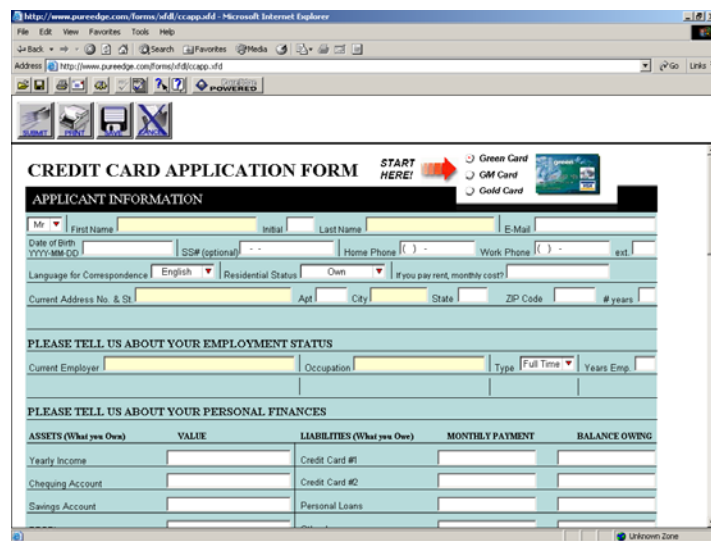 http://www.pureedge.com/forms/xfdl/ccapp.xfd - Microsoft Internet Explorer
File Edit View Favorites Tools Help
Back Search Favorites Media
Address http://www.pureedge.com/forms/xfdl/ccapp.xfd Go Links
POWERED
SUBMIT PRINT SAVE CANCEL
CREDIT CARD APPLICATION FORM START HERE! Green Card
GM Card
Gold Card
green
VISA
APPLICANT INFORMATION
Mr First Name Initial Last Name E-Mail
Date of Birth YYYY-MM-DD SS# (optional) - - Home Phone ( ) - Work Phone ( ) - ext.
Language for Correspondence English Residential Status Own If you pay rent, monthly cost?
Current Address No. & St. Apt City State ZIP Code # years
PLEASE TELL US ABOUT YOUR EMPLOYMENT STATUS
Current Employer Occupation Type Full Time Years Emp.
PLEASE TELL US ABOUT YOUR PERSONAL FINANCES
ASSETS (What you Own) VALUE LIABILITIES (What you Owe) MONTHLY PAYMENT BALANCE OWING
Yearly Income Credit Card #1
Chequing Account Credit Card #2
Savings Account Personal Loans
Unknown Zone